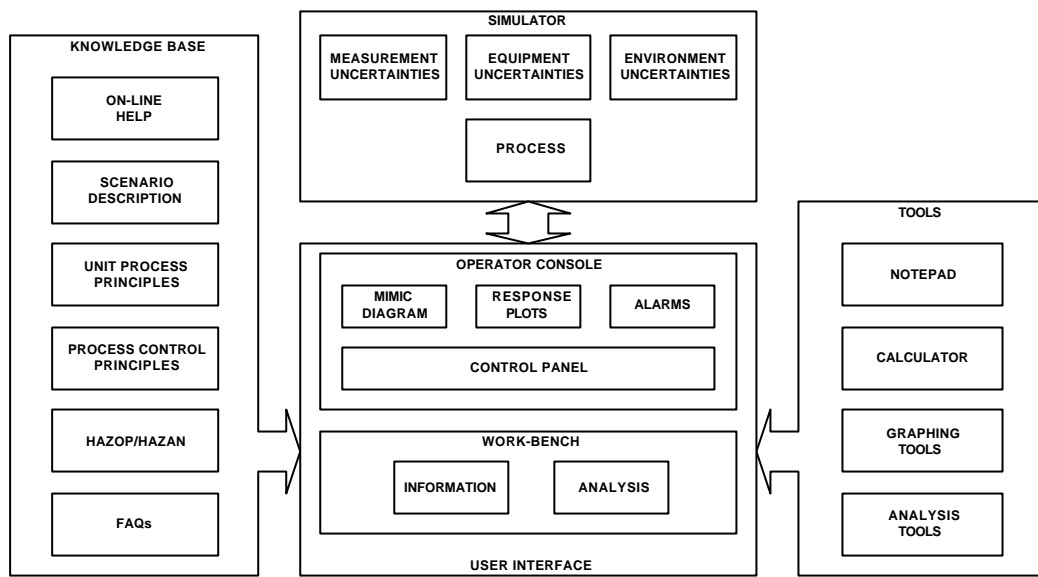 KNOWLEDGE BASE
ON-LINE
HELP
SCENARIO
DESCRIPTION
UNIT PROCESS
PRINCIPLES
PROCESS CONTROL
PRINCIPLES
HAZOP/HAZAN
FAQs
SIMULATOR
MEASUREMENT
UNCERTAINTIES
EQUIPMENT
UNCERTAINTIES
ENVIRONMENT
UNCERTAINTIES
PROCESS
OPERATOR CONSOLE
MIMIC
DIAGRAM
RESPONSE
PLOTS
ALARMS
CONTROL PANEL
WORK-BENCH
INFORMATION
ANALYSIS
USER INTERFACE
TOOLS
NOTEPAD
CALCULATOR
GRAPHING
TOOLS
ANALYSIS
TOOLS